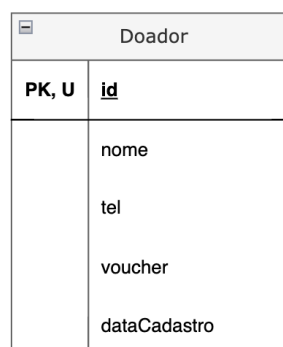 Doador
PK, U id
nome
tel
voucher
dataCadastro